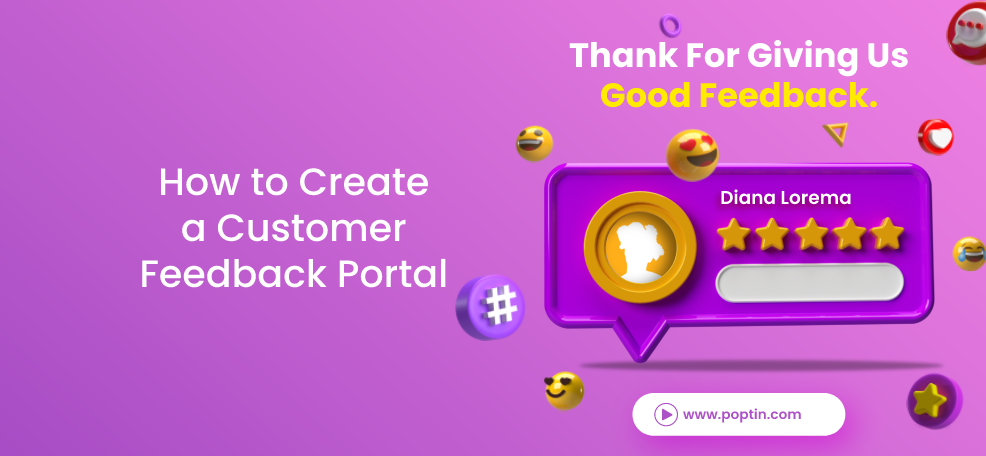 How to Create
a Customer
Feedback Portal
Thank For Giving Us
Good Feedback.
Diana Lorema
#
www.poptin.com